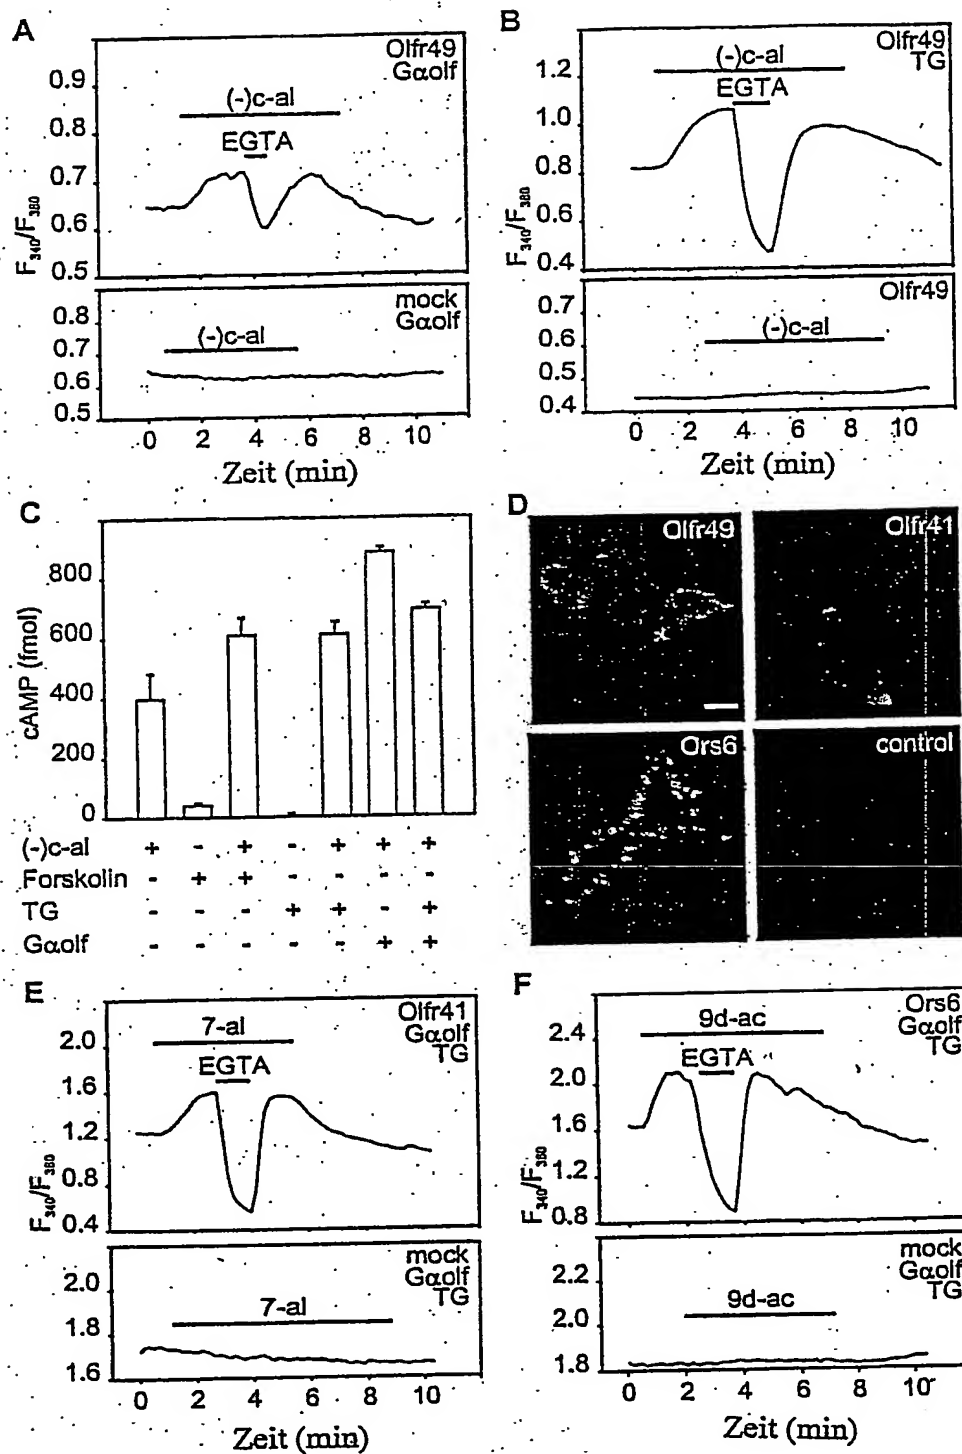 A
Olfr49
Gαolf
(-)c-al
EGTA
0.9
0.8
0.7
0.6
0.5
F340/F380
mock
Gαolf
(-)c-al
0.8
0.7
0.6
0.5
0 2 4 6 8 10
Zeit (min)
B
Olfr49
TG
(-)c-al
EGTA
1.2
1.0
0.8
0.6
0.4
F340/F380
Olfr49
(-)c-al
0.7
0.6
0.5
0.4
0 2 4 6 8 10
Zeit (min)
C
cAMP (fmol)
800
600
400
200
0
(-)c-al + - + - + + +
Forskolin - + + - - - -
TG - - - + + - +
Gαolf - - - - - + +
D
Olfr49
Olfr41
Ors6
control
E
Olfr41
Gαolf
TG
7-al
EGTA
2.0
1.6
1.2
0.8
0.4
F340/F380
mock
Gαolf
TG
7-al
2.0
1.8
1.6
0 2 4 6 8 10
Zeit (min)
F
Ors6
Gαolf
TG
9d-ac
EGTA
2.4
2.0
1.6
1.2
0.8
F340/F380
mock
Gαolf
TG
9d-ac
2.2
2.0
1.8
0 2 4 6 8 10
Zeit (min)